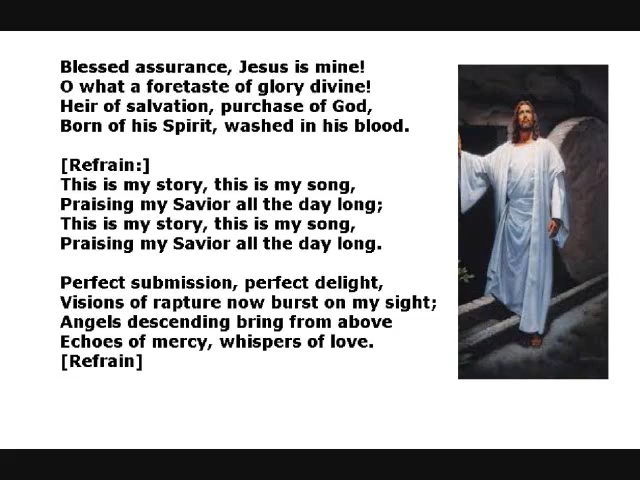 Blessed assurance, Jesus is mine!
O what a foretaste of glory divine!
Heir of salvation, purchase of God,
Born of his Spirit, washed in his blood.
[Refrain:]
This is my story, this is my song,
Praising my Savior all the day long;
This is my story, this is my song,
Praising my Savior all the day long.
Perfect submission, perfect delight,
Visions of rapture now burst on my sight;
Angels descending bring from above
Echoes of mercy, whispers of love.
[Refrain]